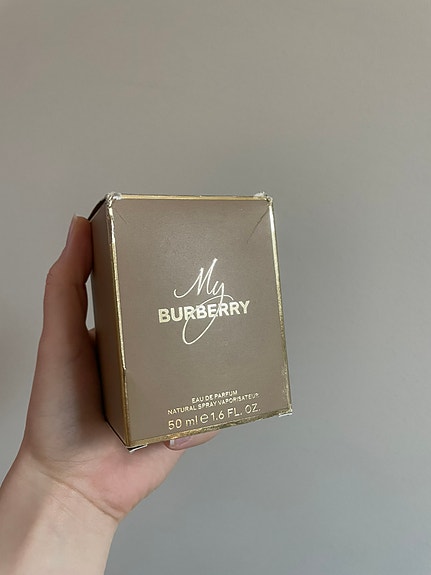 My
BURBERRY
EAU DE PARFUM
NATURAL SPRAY VAPORISATEUR
50 ml ℮ 1.6 FL. OZ.